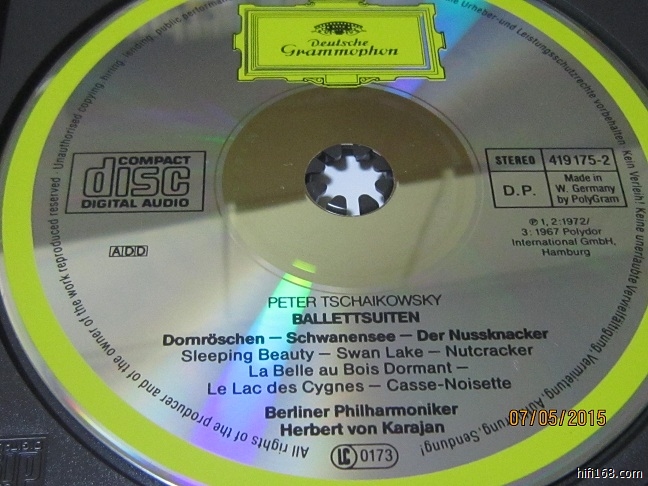 Deutsche
Grammophon
COMPACT
disc
DIGITAL AUDIO
ADD
STEREO 419 175-2
D.P. Made in
W. Germany
by PolyGram
℗ 1, 2: 1972/
3: 1967 Polydor
International GmbH,
Hamburg
PETER TSCHAIKOWSKY
BALLETTSUITEN
Dornröschen – Schwanensee – Der Nussknacker
Sleeping Beauty – Swan Lake – Nutcracker
La Belle au Bois Dormant –
Le Lac des Cygnes – Casse-Noisette
Berliner Philharmoniker
Herbert von Karajan
LC 0173
All rights of the producer and of the owner of the work reproduced reserved. Unauthorised copying, hiring, lending, public performance
Urheber- und Leistungsschutzrechte vorbehalten. Kein Verleih! Keine unerlaubte Vervielfältigung, Vermietung, Aufführung, Sendung!
07/05/2015
hifi168.com